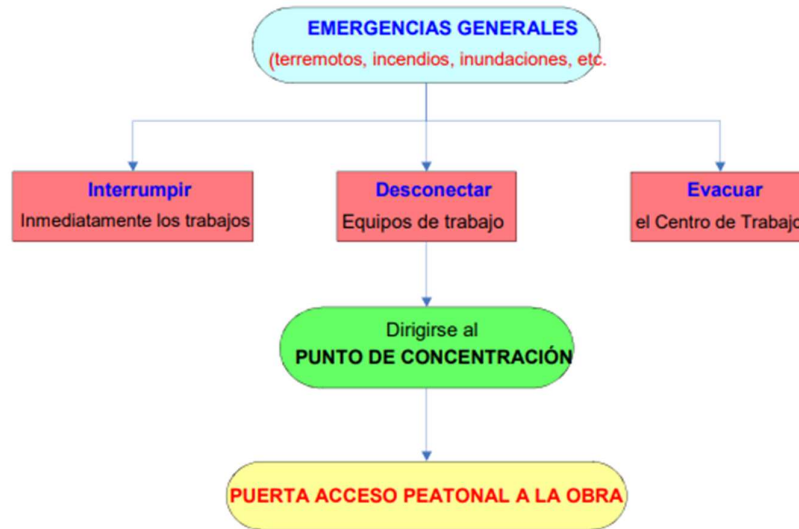 EMERGENCIAS GENERALES
(terremotos, incendios, inundaciones, etc.
Interrumpir
Inmediatamente los trabajos
Desconectar
Equipos de trabajo
Evacuar
el Centro de Trabajo
Dirigirse al
PUNTO DE CONCENTRACIÓN
PUERTA ACCESO PEATONAL A LA OBRA